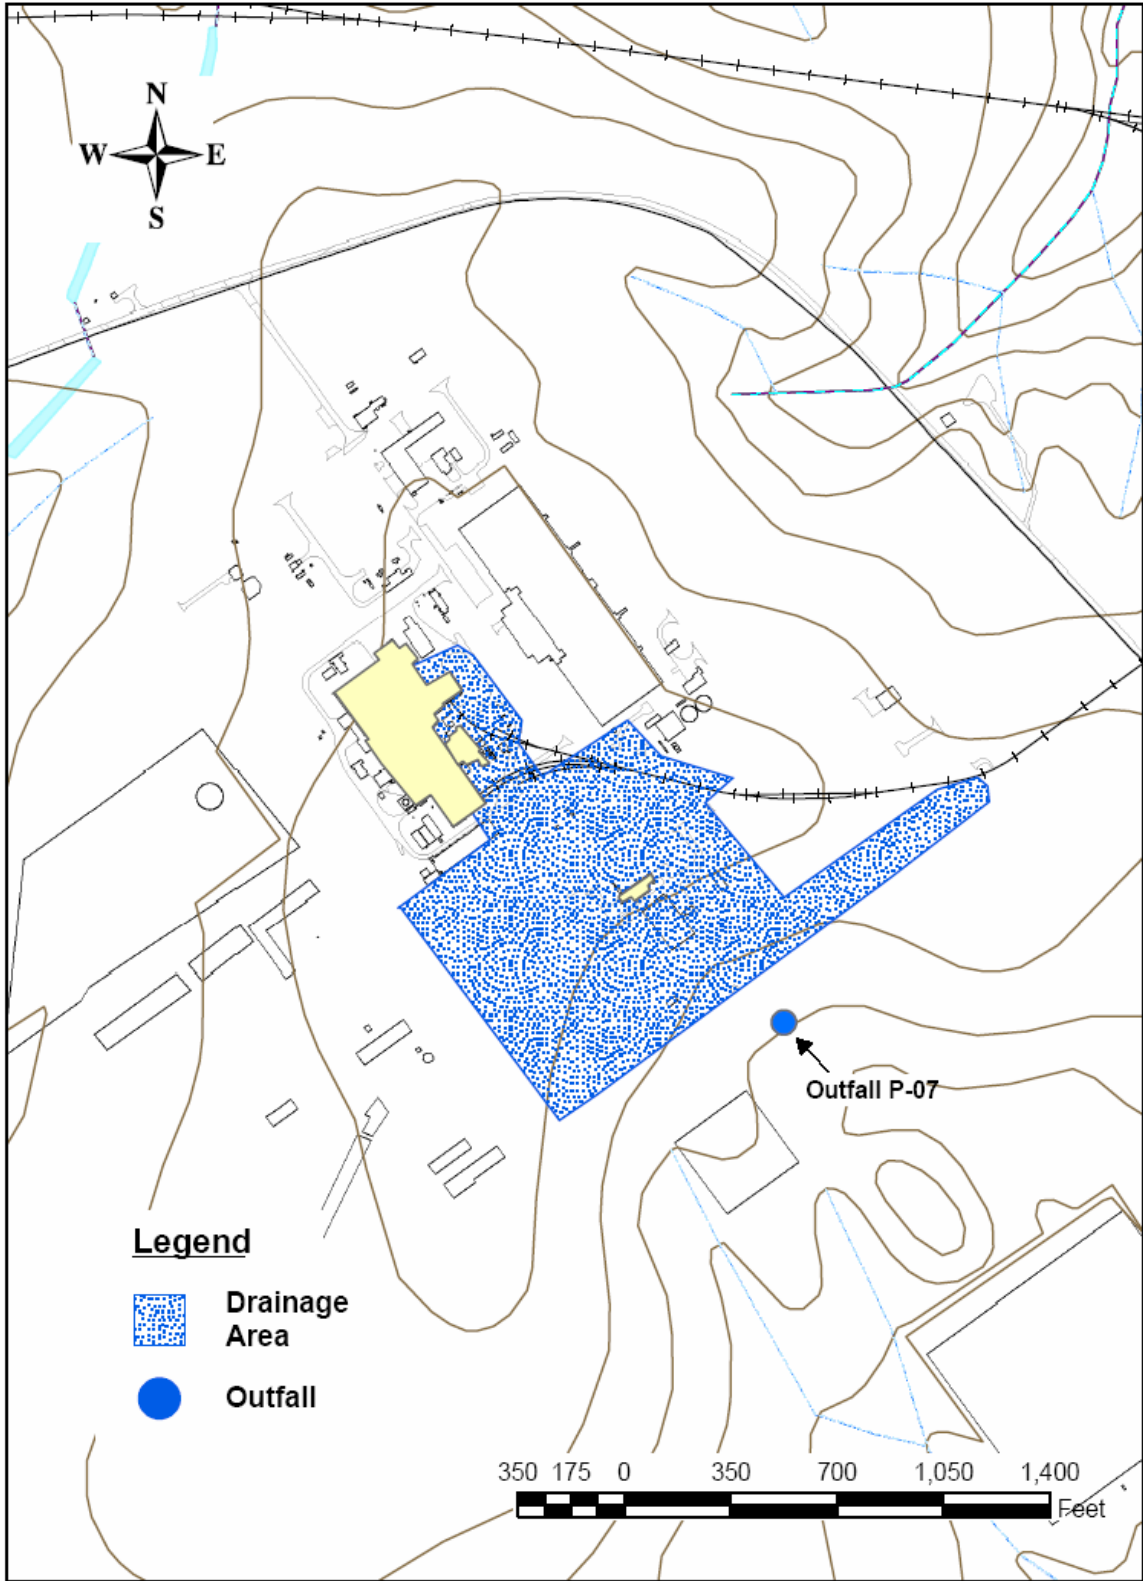 N
W E
S
Outfall P-07
Legend
Drainage
Area
Outfall
350 175 0 350 700 1,050 1,400
Feet